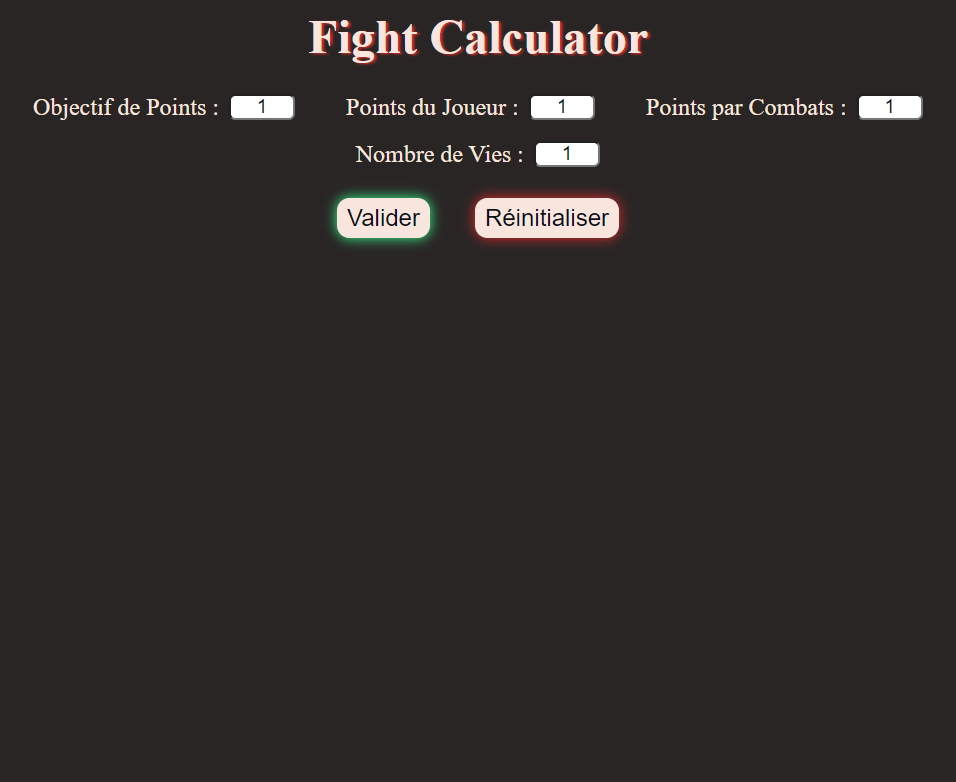 Fight Calculator
Objectif de Points : 1 Points du Joueur : 1 Points par Combats : 1
Nombre de Vies : 1
Valider Réinitialiser